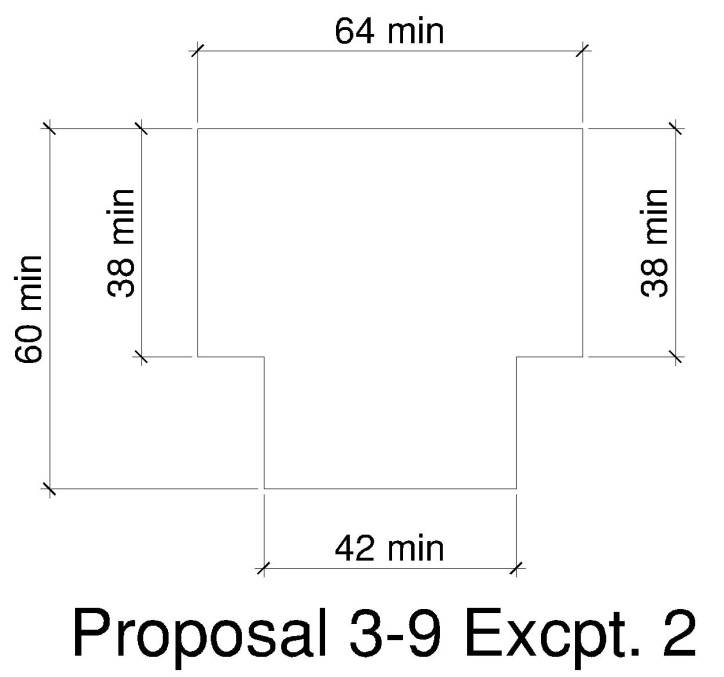 64 min
38 min
38 min
60 min
42 min
Proposal 3-9 Excpt. 2